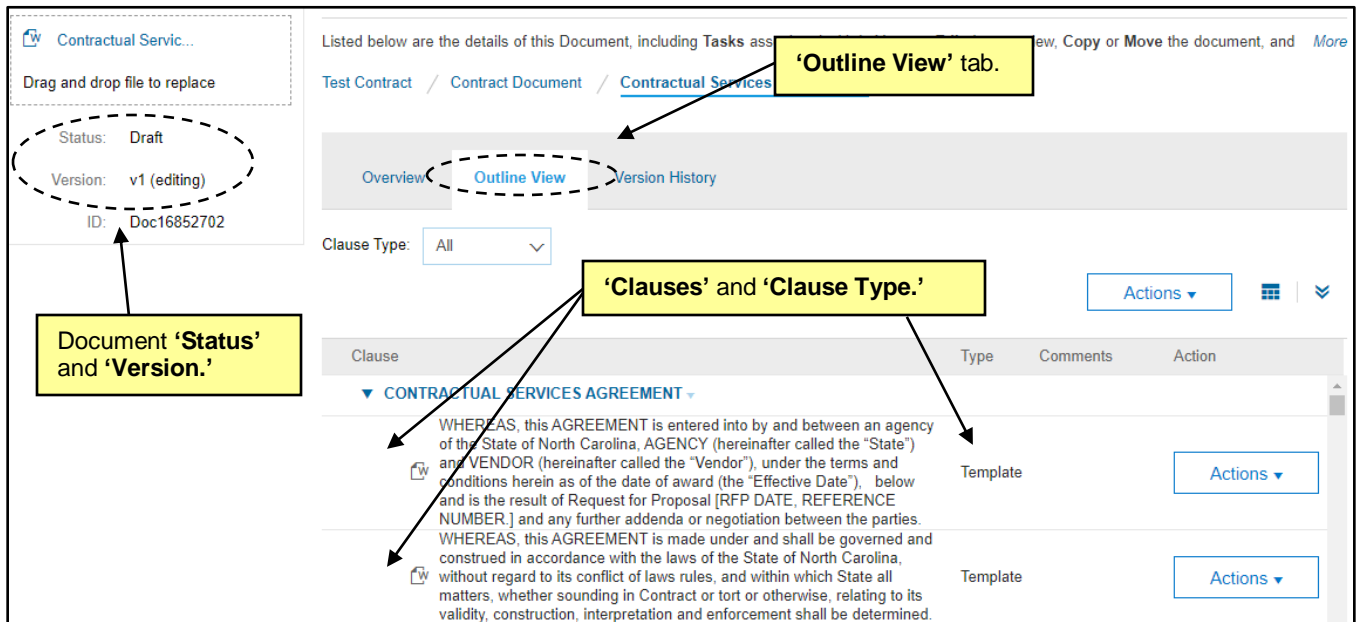 Contractual Servic...
Drag and drop file to replace
Status: Draft
Version: v1 (editing)
ID: Doc16852702
Document 'Status'
and 'Version.'
Listed below are the details of this Document, including Tasks ass ew, Copy or Move the document, and More
'Outline View' tab.
Test Contract / Contract Document / Contractual Services
Overview Outline View Version History
Clause Type: All
'Clauses' and 'Clause Type.'
Actions
Clause Type Comments Action
CONTRACTUAL SERVICES AGREEMENT
WHEREAS, this AGREEMENT is entered into by and between an agency
of the State of North Carolina, AGENCY (hereinafter called the “State”)
and VENDOR (hereinafter called the “Vendor”), under the terms and
conditions herein as of the date of award (the “Effective Date”), below
and is the result of Request for Proposal [RFP DATE, REFERENCE
NUMBER.] and any further addenda or negotiation between the parties.
Template
Actions
WHEREAS, this AGREEMENT is made under and shall be governed and
construed in accordance with the laws of the State of North Carolina,
without regard to its conflict of laws rules, and within which State all
matters, whether sounding in Contract or tort or otherwise, relating to its
validity, construction, interpretation and enforcement shall be determined.
Template
Actions